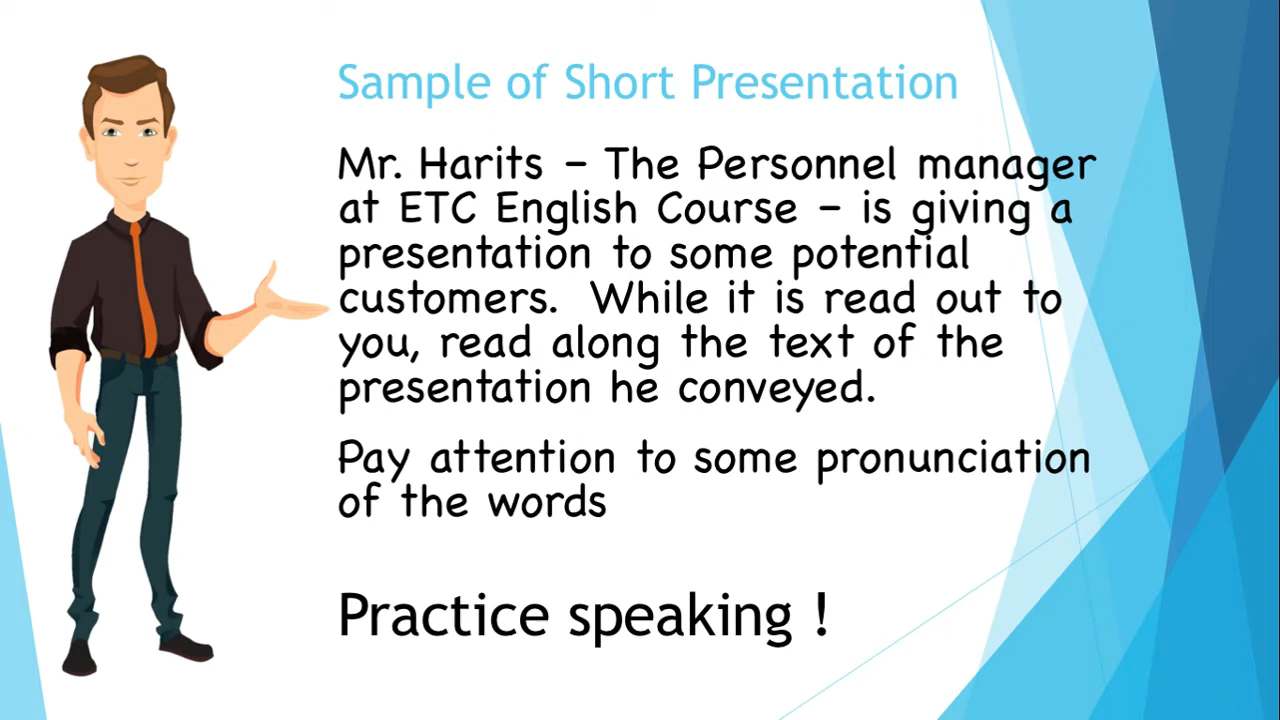 Sample of Short Presentation
Mr. Harits – The Personnel manager
at ETC English Course – is giving a
presentation to some potential
customers.  While it is read out to
you, read along the text of the
presentation he conveyed.
Pay attention to some pronunciation
of the words
Practice speaking !